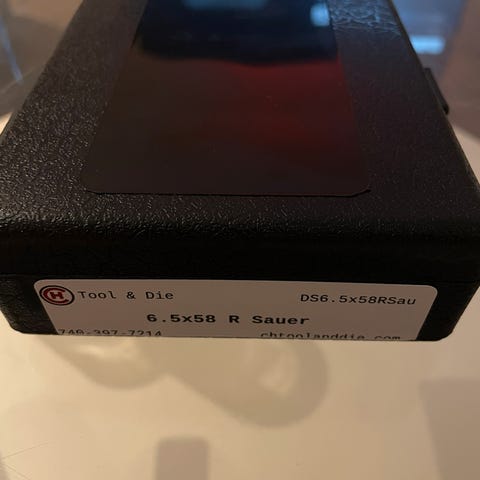 CH Tool & Die DS6.5x58RSau
6.5x58 R Sauer
740-397-7214 chtoolanddie.com